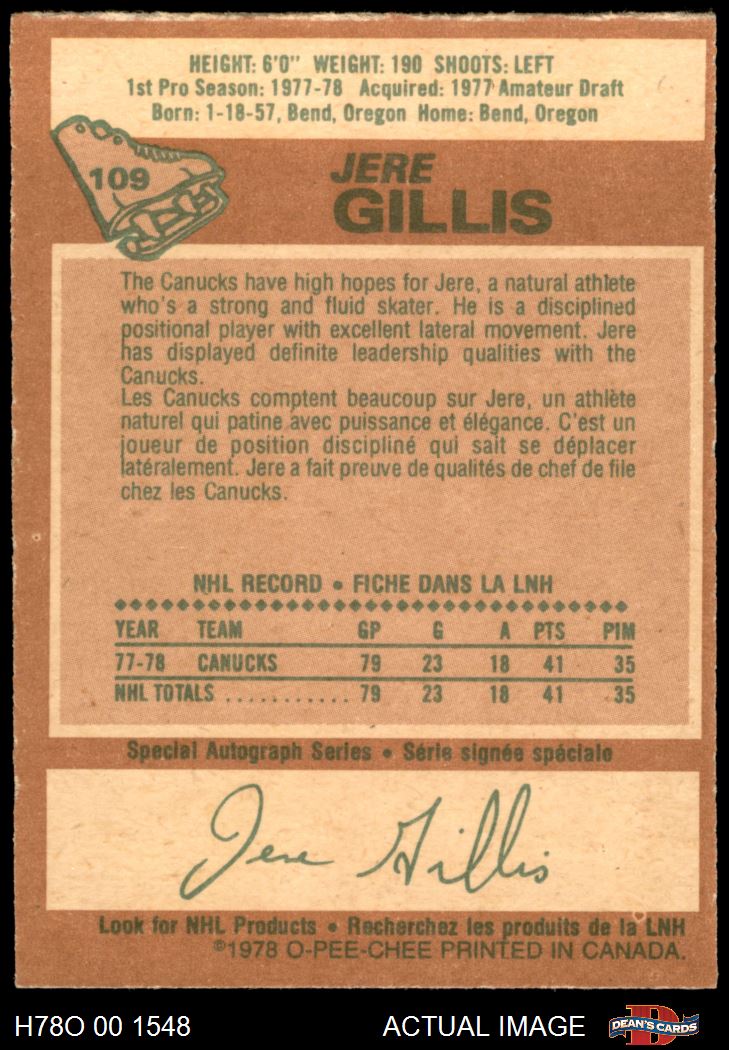 HEIGHT: 6'0" WEIGHT: 190 SHOOTS: LEFT
1st Pro Season: 1977-78 Acquired: 1977 Amateur Draft
Born: 1-18-57, Bend, Oregon Home: Bend, Oregon
109
JERE
GILLIS
The Canucks have high hopes for Jere, a natural athlete
who's a strong and fluid skater. He is a disciplined
positional player with excellent lateral movement. Jere
has displayed definite leadership qualities with the
Canucks.
Les Canucks comptent beaucoup sur Jere, un athlète
naturel qui patine avec puissance et élégance. C'est un
joueur de position discipliné qui sait se déplacer
latéralement. Jere a fait preuve de qualités de chef de file
chez les Canucks.
NHL RECORD • FICHE DANS LA LNH
YEAR TEAM GP G A PTS PIM
77-78 CANUCKS 79 23 18 41 35
NHL TOTALS ........... 79 23 18 41 35
Special Autograph Series • Série signée spéciale
Jere Gillis
Look for NHL Products • Recherchez les produits de la LNH
©1978 O-PEE-CHEE PRINTED IN CANADA.
H78O 00 1548 ACTUAL IMAGE D DEAN'S CARDS